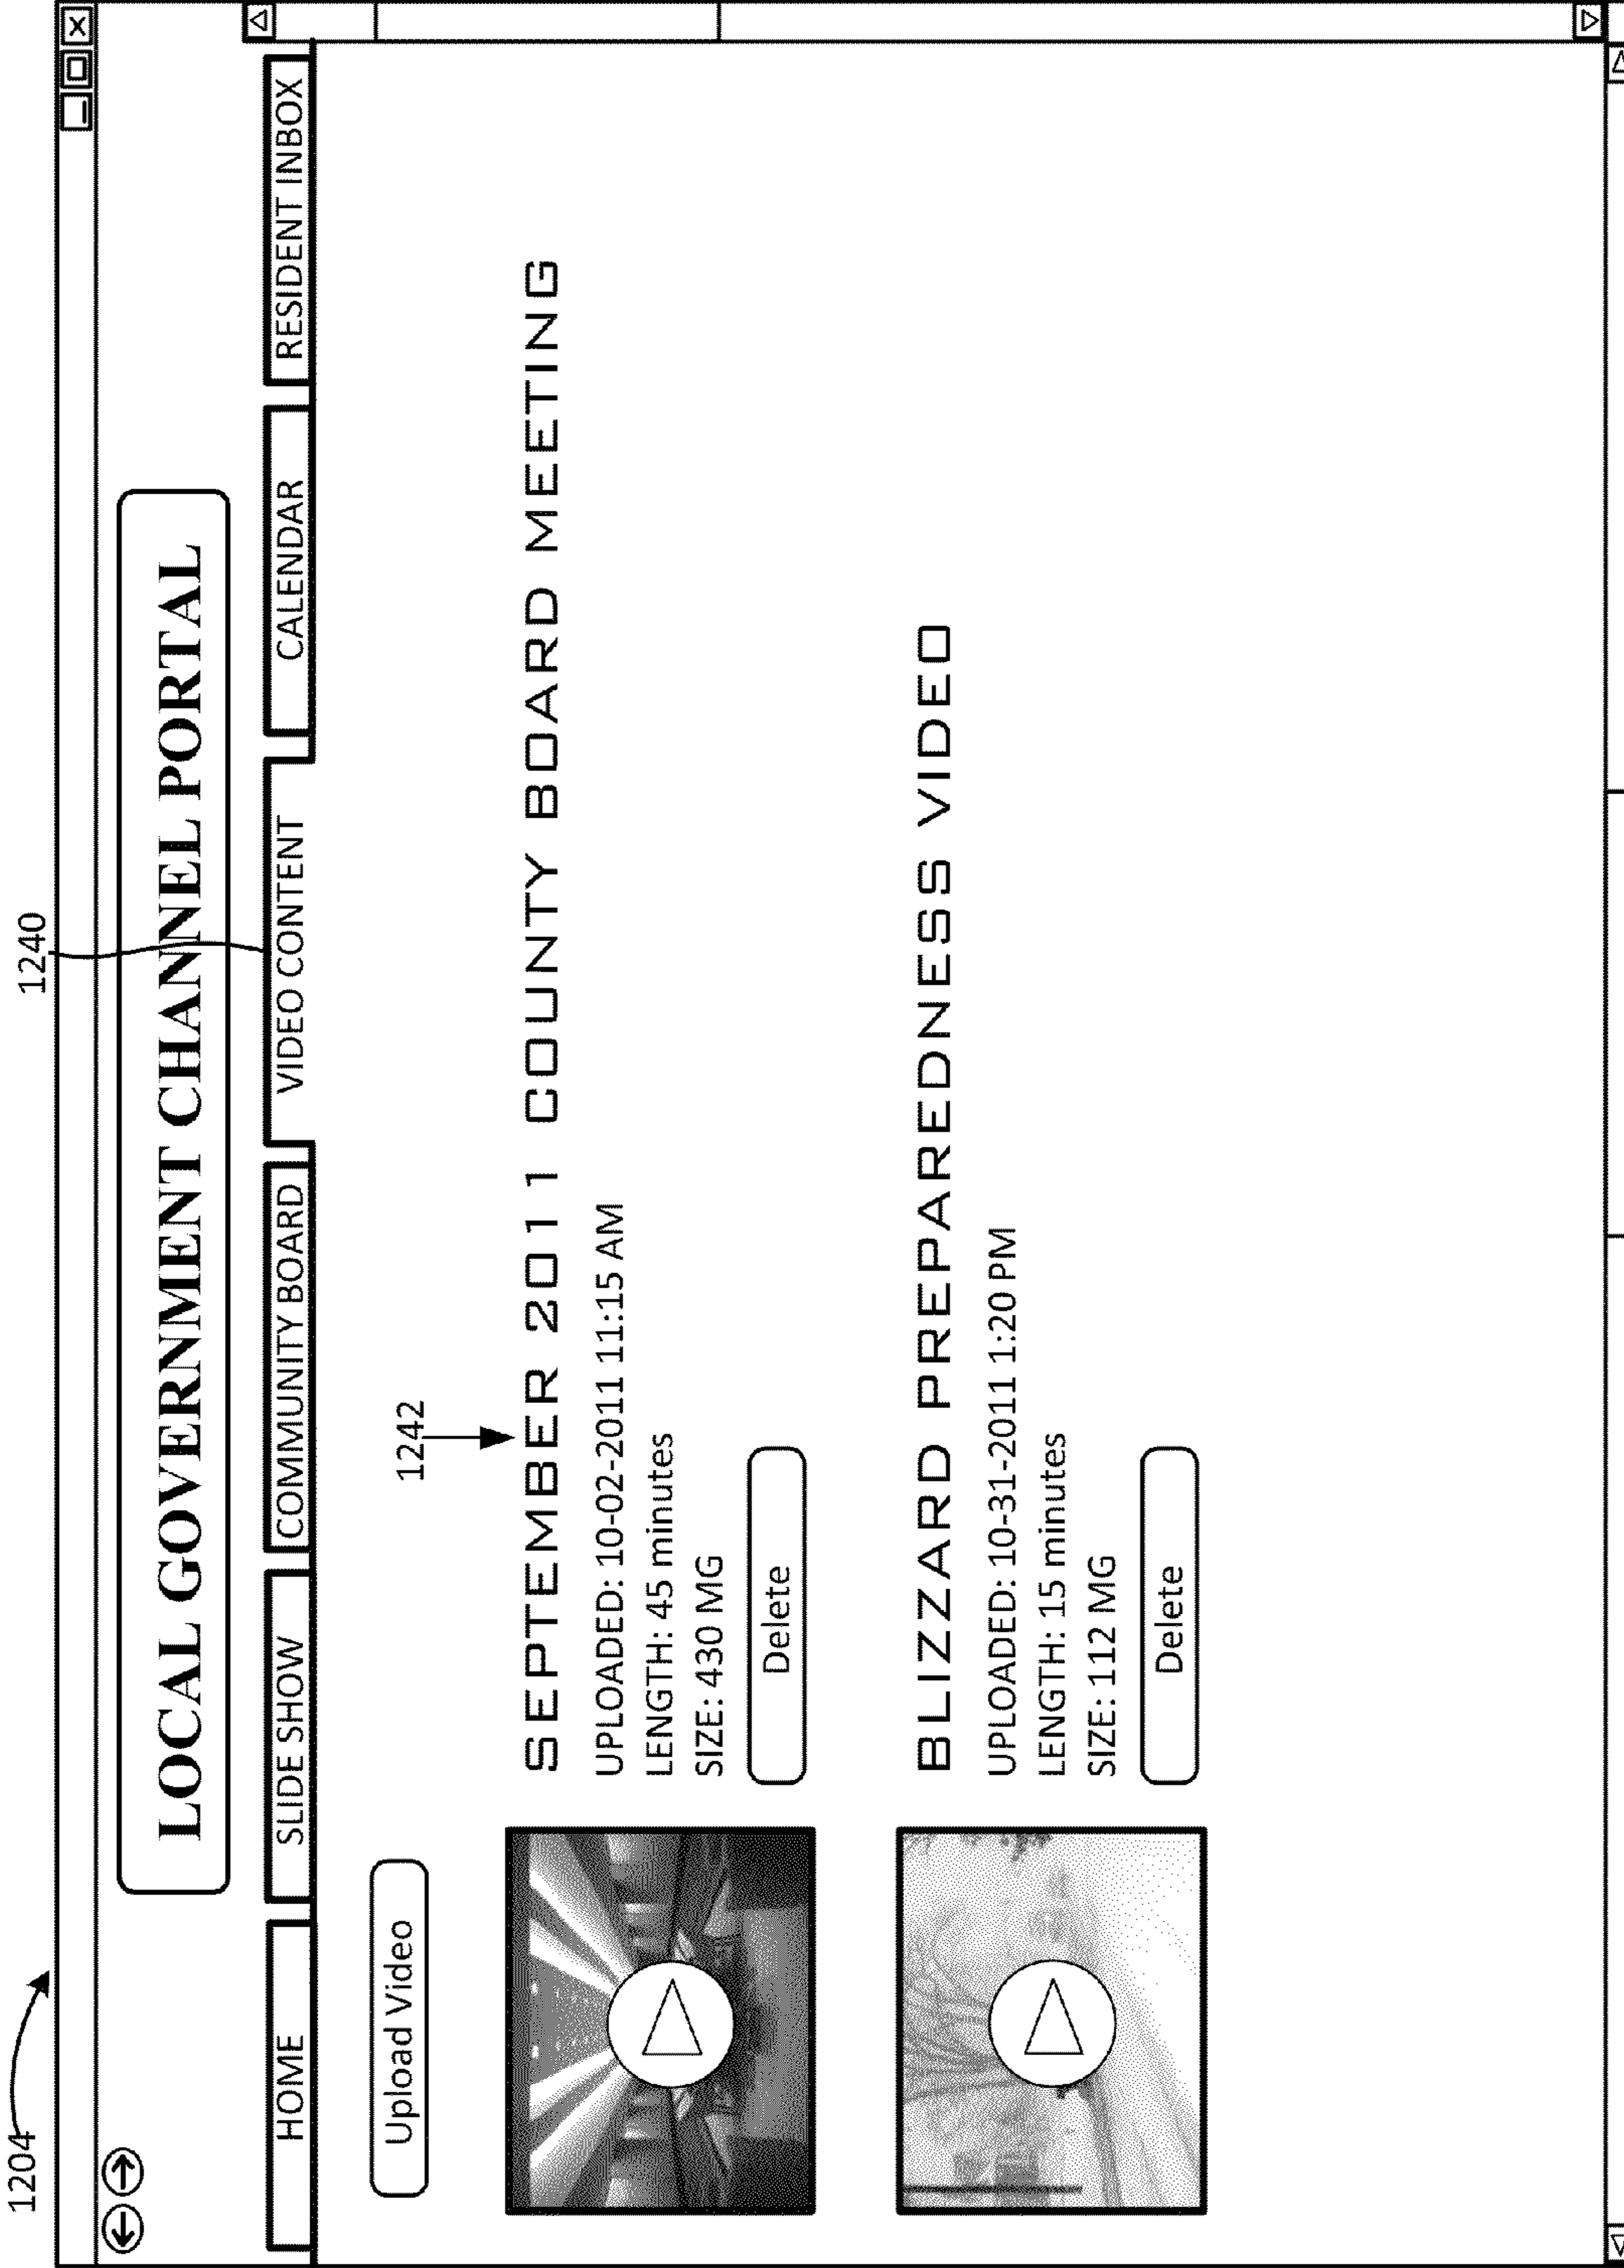 1204
1240
LOCAL GOVERNMENT CHANNEL PORTAL
HOME
SLIDE SHOW
COMMUNITY BOARD
VIDEO CONTENT
CALENDAR
RESIDENT INBOX
Upload Video
1242
SEPTEMBER 2011 COUNTY BOARD MEETING
UPLOADED: 10-02-2011 11:15 AM
LENGTH: 45 minutes
SIZE: 430 MG
Delete
BLIZZARD PREPAREDNESS VIDEO
UPLOADED: 10-31-2011 1:20 PM
LENGTH: 15 minutes
SIZE: 112 MG
Delete